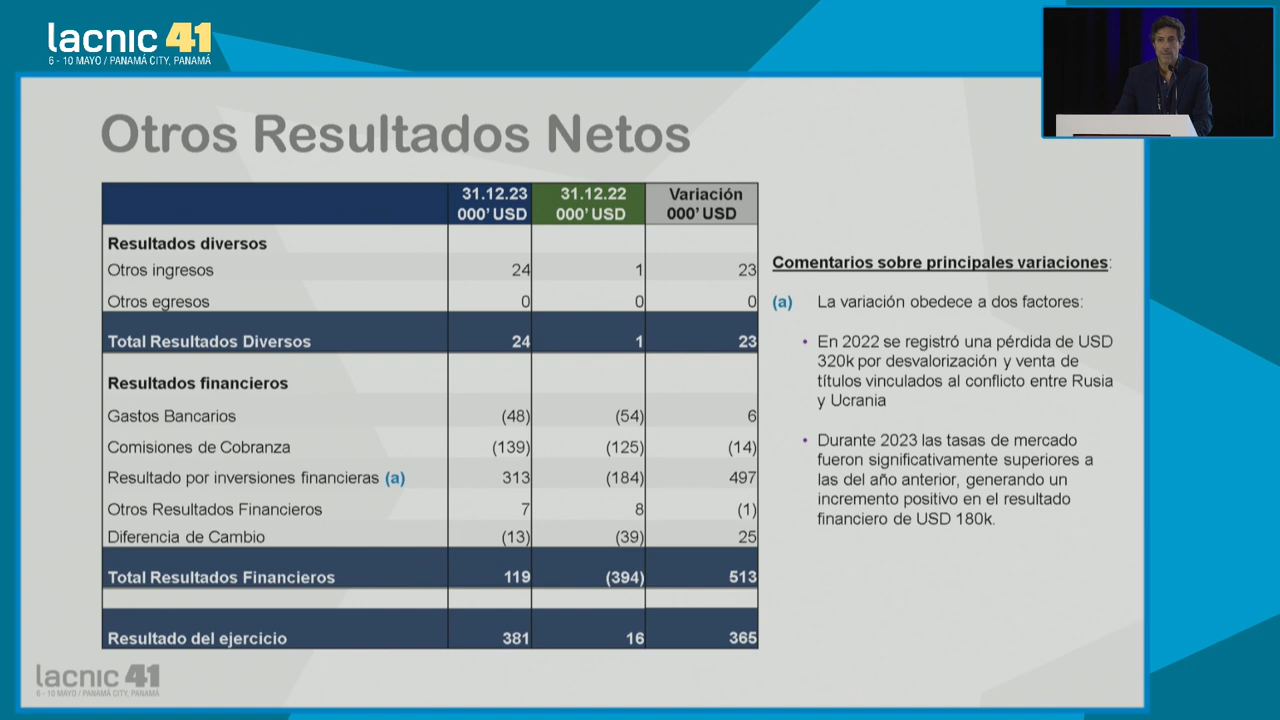 lacnic 41
6 - 10 MAYO / PANAMÁ CITY, PANAMÁ
Otros Resultados Netos
31.12.23 31.12.22 Variación
000' USD 000' USD 000' USD
Resultados diversos
Otros ingresos 24 1 23
Otros egresos 0 0 0
Total Resultados Diversos 24 1 23
Resultados financieros
Gastos Bancarios (48) (54) 6
Comisiones de Cobranza (139) (125) (14)
Resultado por inversiones financieras (a) 313 (184) 497
Otros Resultados Financieros 7 8 (1)
Diferencia de Cambio (13) (39) 25
Total Resultados Financieros 119 (394) 513
Resultado del ejercicio 381 16 365
Comentarios sobre principales variaciones:
(a) La variación obedece a dos factores:
• En 2022 se registró una pérdida de USD
320k por desvalorización y venta de
títulos vinculados al conflicto entre Rusia
y Ucrania
• Durante 2023 las tasas de mercado
fueron significativamente superiores a
las del año anterior, generando un
incremento positivo en el resultado
financiero de USD 180k.
lacnic 41
6 - 10 MAYO / PANAMÁ CITY, PANAMÁ